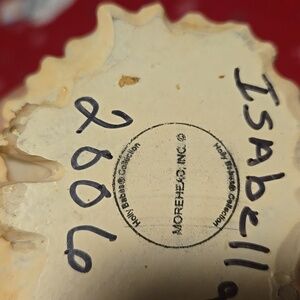 Isabella
Holly Babes® Collection
MOREHEAD, INC. ©
Holly Babes® Collection
2006